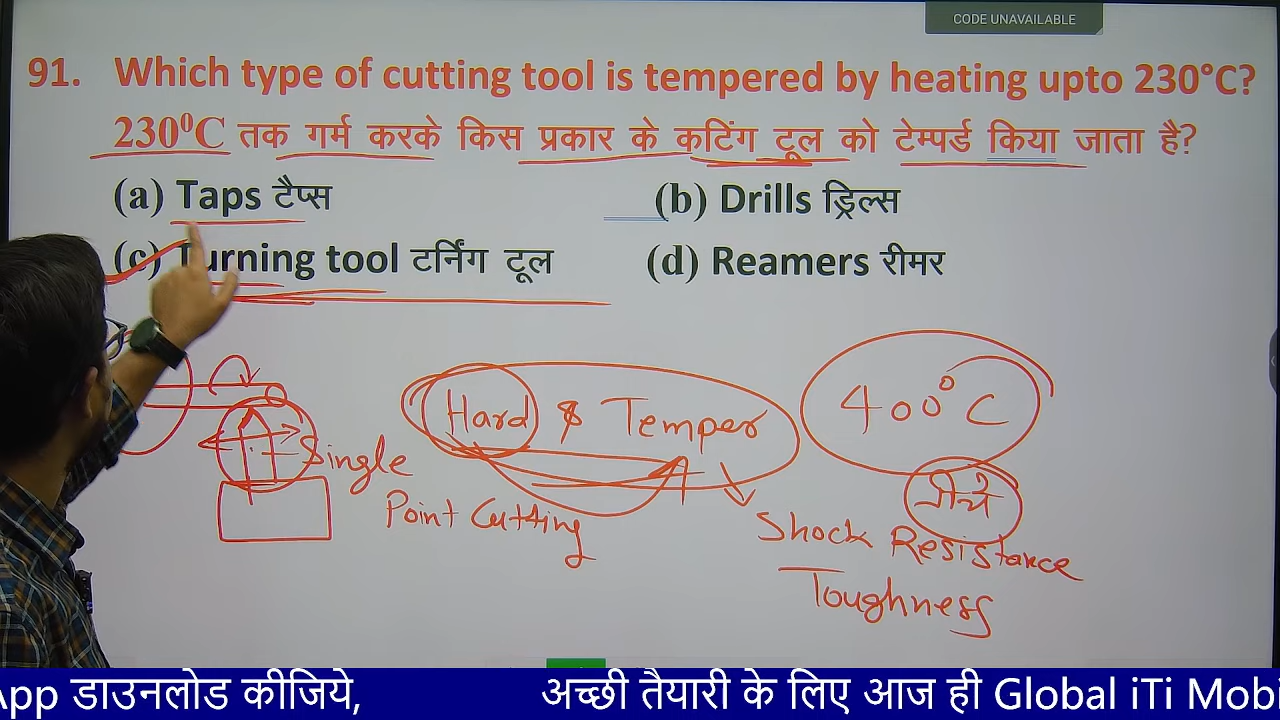 CODE UNAVAILABLE
91. Which type of cutting tool is tempered by heating upto 230°C?
230⁰C तक गर्म करके किस प्रकार के कटिंग टूल को टेम्पर्ड किया जाता है?
(a) Taps टैप्स (b) Drills ड्रिल्स
(c) Turning tool टर्निंग टूल (d) Reamers रीमर
Hard & Temper 400°C
Single
Point Cutting
नीचे
Shock Resistance
Toughness
App डाउनलोड कीजिये, अच्छी तैयारी के लिए आज ही Global iTi Mobi